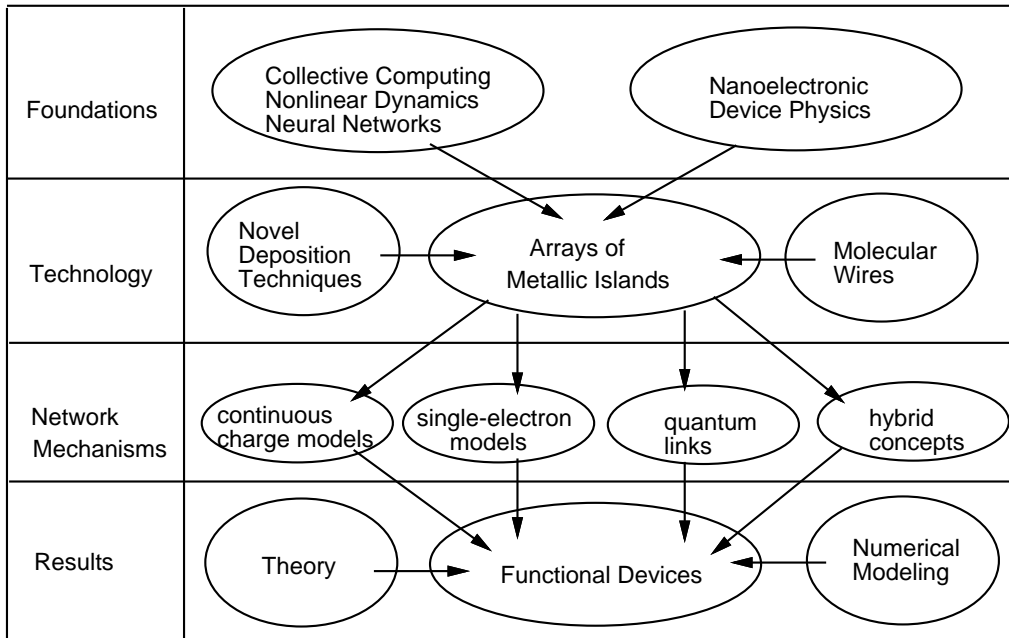 Foundations
Collective Computing
Nonlinear Dynamics
Neural Networks
Nanoelectronic
Device Physics
Technology
Novel
Deposition
Techniques
Arrays of
Metallic Islands
Molecular
Wires
Network
Mechanisms
continuous
charge models
single-electron
models
quantum
links
hybrid
concepts
Results
Theory
Functional Devices
Numerical
Modeling